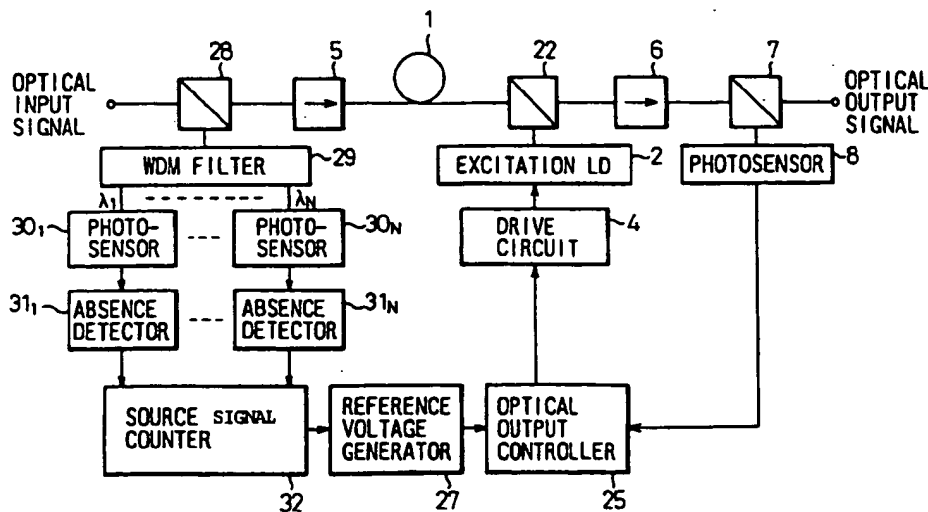 1
28
5
22
6
7
OPTICAL
INPUT
SIGNAL
OPTICAL
OUTPUT
SIGNAL
WDM FILTER
29
EXCITATION LD
2
PHOTOSENSOR
8
λ1
λN
30₁
PHOTO-
SENSOR
PHOTO-
SENSOR
30N
DRIVE
CIRCUIT
4
31₁
ABSENCE
DETECTOR
ABSENCE
DETECTOR
31N
SOURCE SIGNAL
COUNTER
32
REFERENCE
VOLTAGE
GENERATOR
27
OPTICAL
OUTPUT
CONTROLLER
25